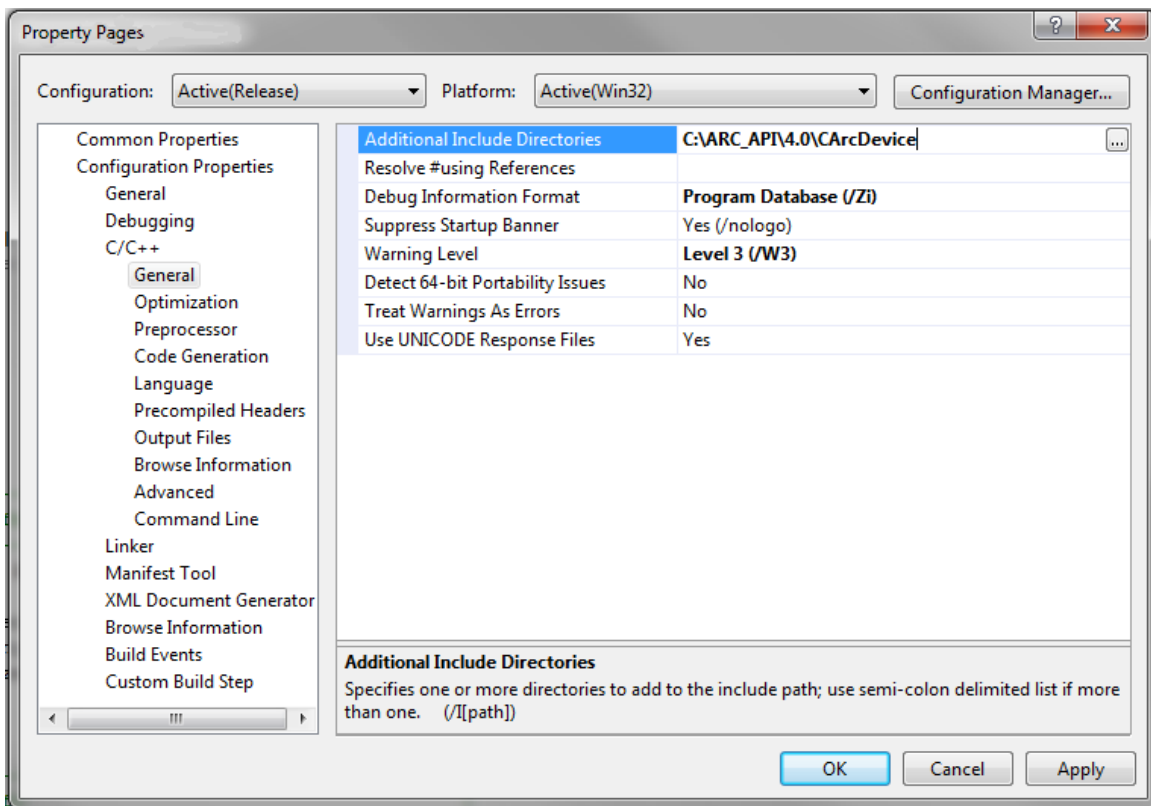 Property Pages
Configuration: Active(Release) Platform: Active(Win32) Configuration Manager...
Common Properties
Configuration Properties
General
Debugging
C/C++
General
Optimization
Preprocessor
Code Generation
Language
Precompiled Headers
Output Files
Browse Information
Advanced
Command Line
Linker
Manifest Tool
XML Document Generator
Browse Information
Build Events
Custom Build Step
Additional Include Directories C:\ARC_API\4.0\CArcDevice ...
Resolve #using References
Debug Information Format Program Database (/Zi)
Suppress Startup Banner Yes (/nologo)
Warning Level Level 3 (/W3)
Detect 64-bit Portability Issues No
Treat Warnings As Errors No
Use UNICODE Response Files Yes
Additional Include Directories
Specifies one or more directories to add to the include path; use semi-colon delimited list if more
than one. (/I[path])
OK Cancel Apply